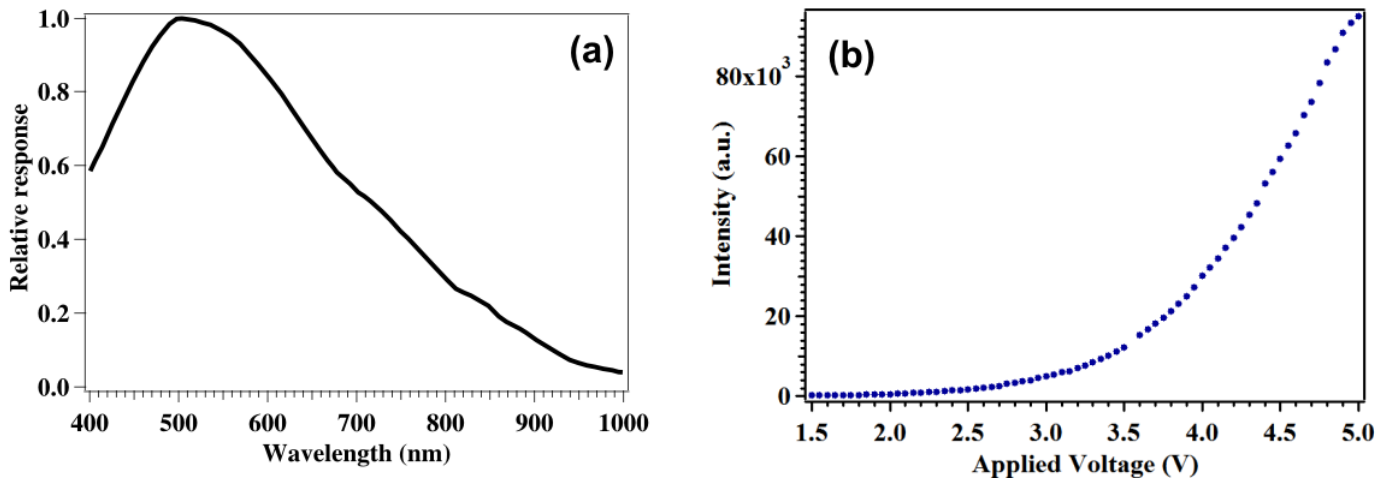 (a)
1.0
0.8
0.6
0.4
0.2
0.0
Relative response
400 500 600 700 800 900 1000
Wavelength (nm)
(b)
80x10³
60
40
20
0
Intensity (a.u.)
1.5 2.0 2.5 3.0 3.5 4.0 4.5 5.0
Applied Voltage (V)